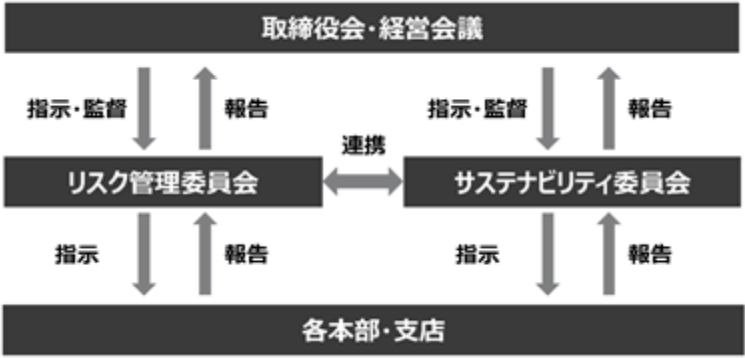 取締役会・経営会議
指示・監督
報告
指示・監督
報告
連携
リスク管理委員会
サステナビリティ委員会
指示
報告
指示
報告
各本部・支店